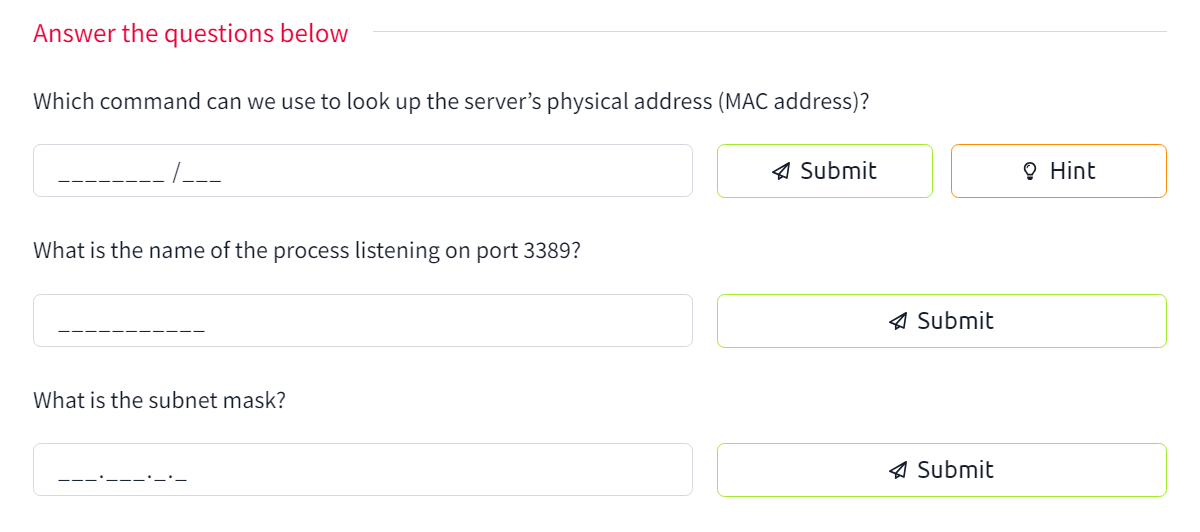 Answer the questions below
Which command can we use to look up the server’s physical address (MAC address)?
________ /___
Submit
Hint
What is the name of the process listening on port 3389?
___________
Submit
What is the subnet mask?
___.___._._
Submit